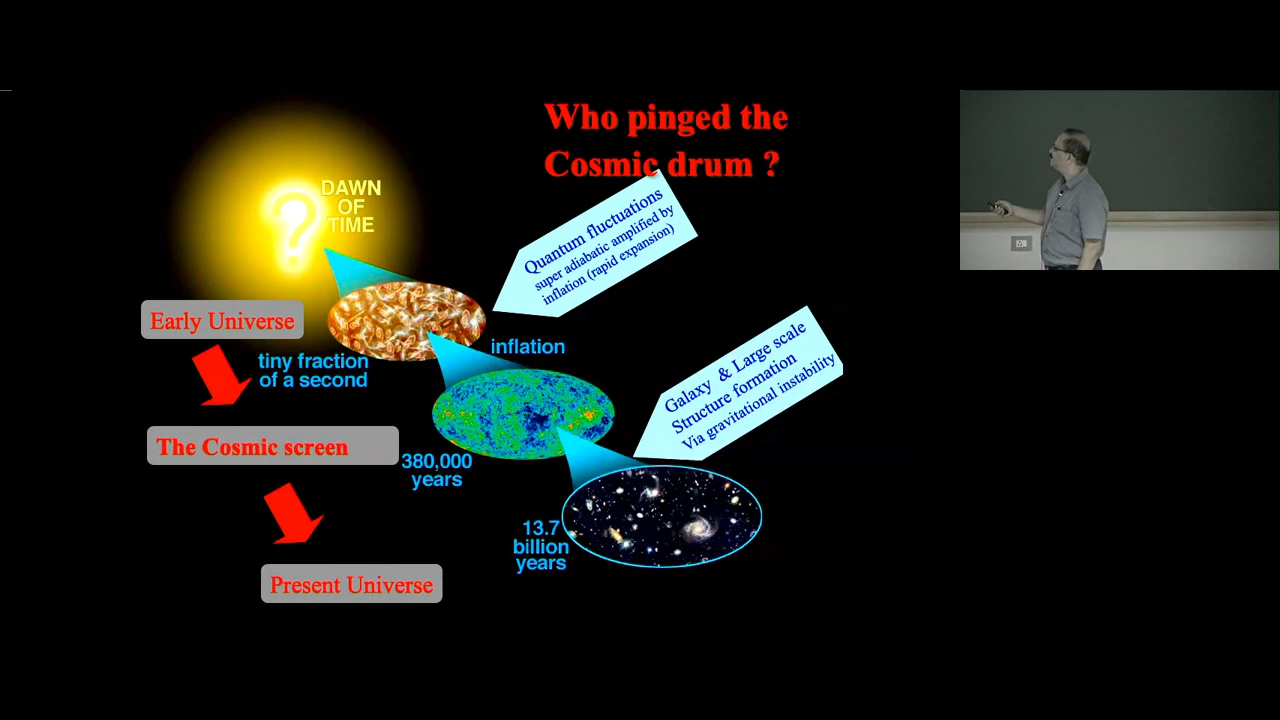 Who pinged the
Cosmic drum ?
DAWN
OF
TIME
Quantum fluctuations
super adiabatic amplified by
inflation (rapid expansion)
Early Universe
inflation
tiny fraction
of a second
Galaxy & Large scale
Structure formation
Via gravitational instability
The Cosmic screen
380,000
years
13.7
billion
years
Present Universe